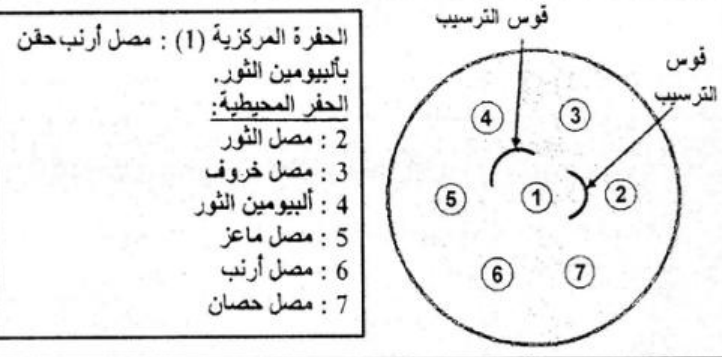 الحفرة المركزية (1) : مصل أرنب حقن
بألبيومين الثور.
الحفر المحيطية:
2 : مصل الثور
3 : مصل خروف
4 : ألبيومين الثور
5 : مصل ماعز
6 : مصل أرنب
7 : مصل حصان
قوس الترسيب
قوس
الترسيب
4
3
5
1
2
6
7